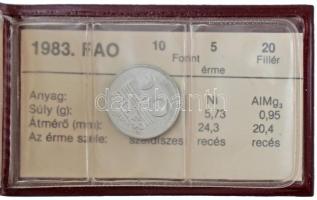 1983. FAO 10 5 20
Forint Fillér
érme
Anyag: Ni AlMg3
Súly (g): 5,73 0,95
Átmérő (mm): 24,3 20,4
Az érme széle: széldíszes recés recés